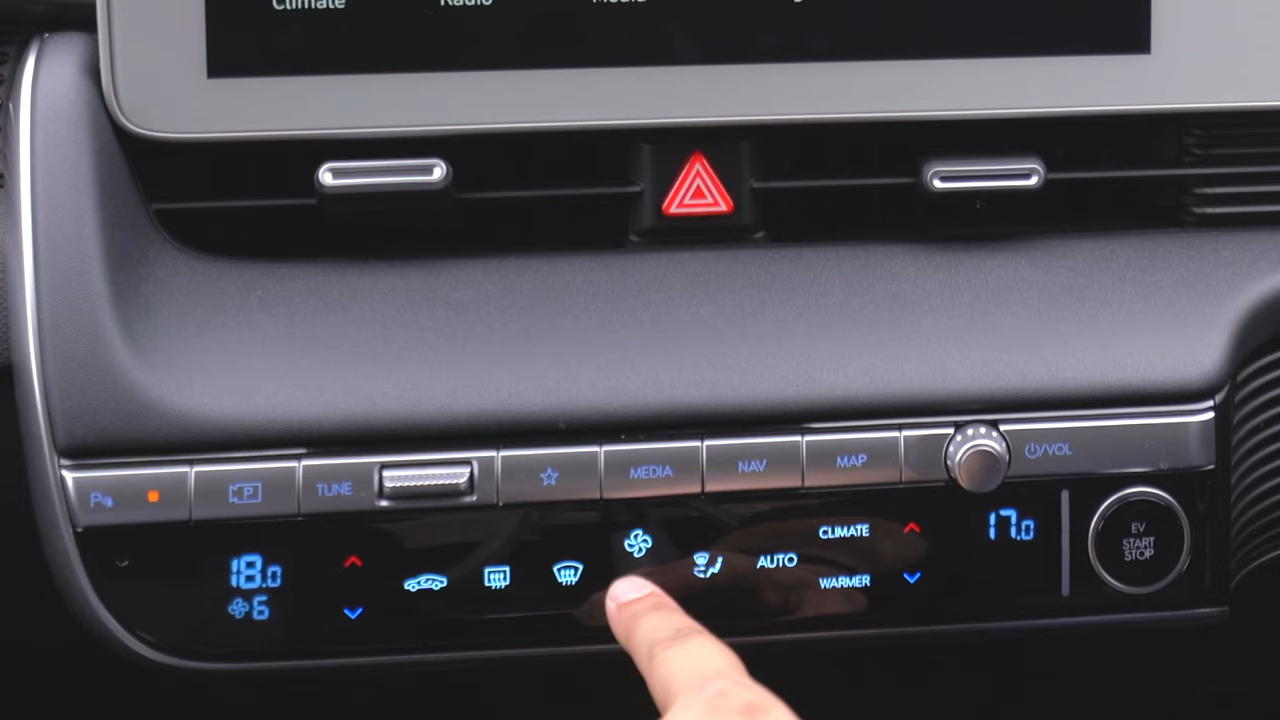 Climate
Radio
Media
P
P
TUNE
MEDIA
NAV
MAP
/VOL
18.0
6
AUTO
CLIMATE
WARMER
17.0
EV
START
STOP